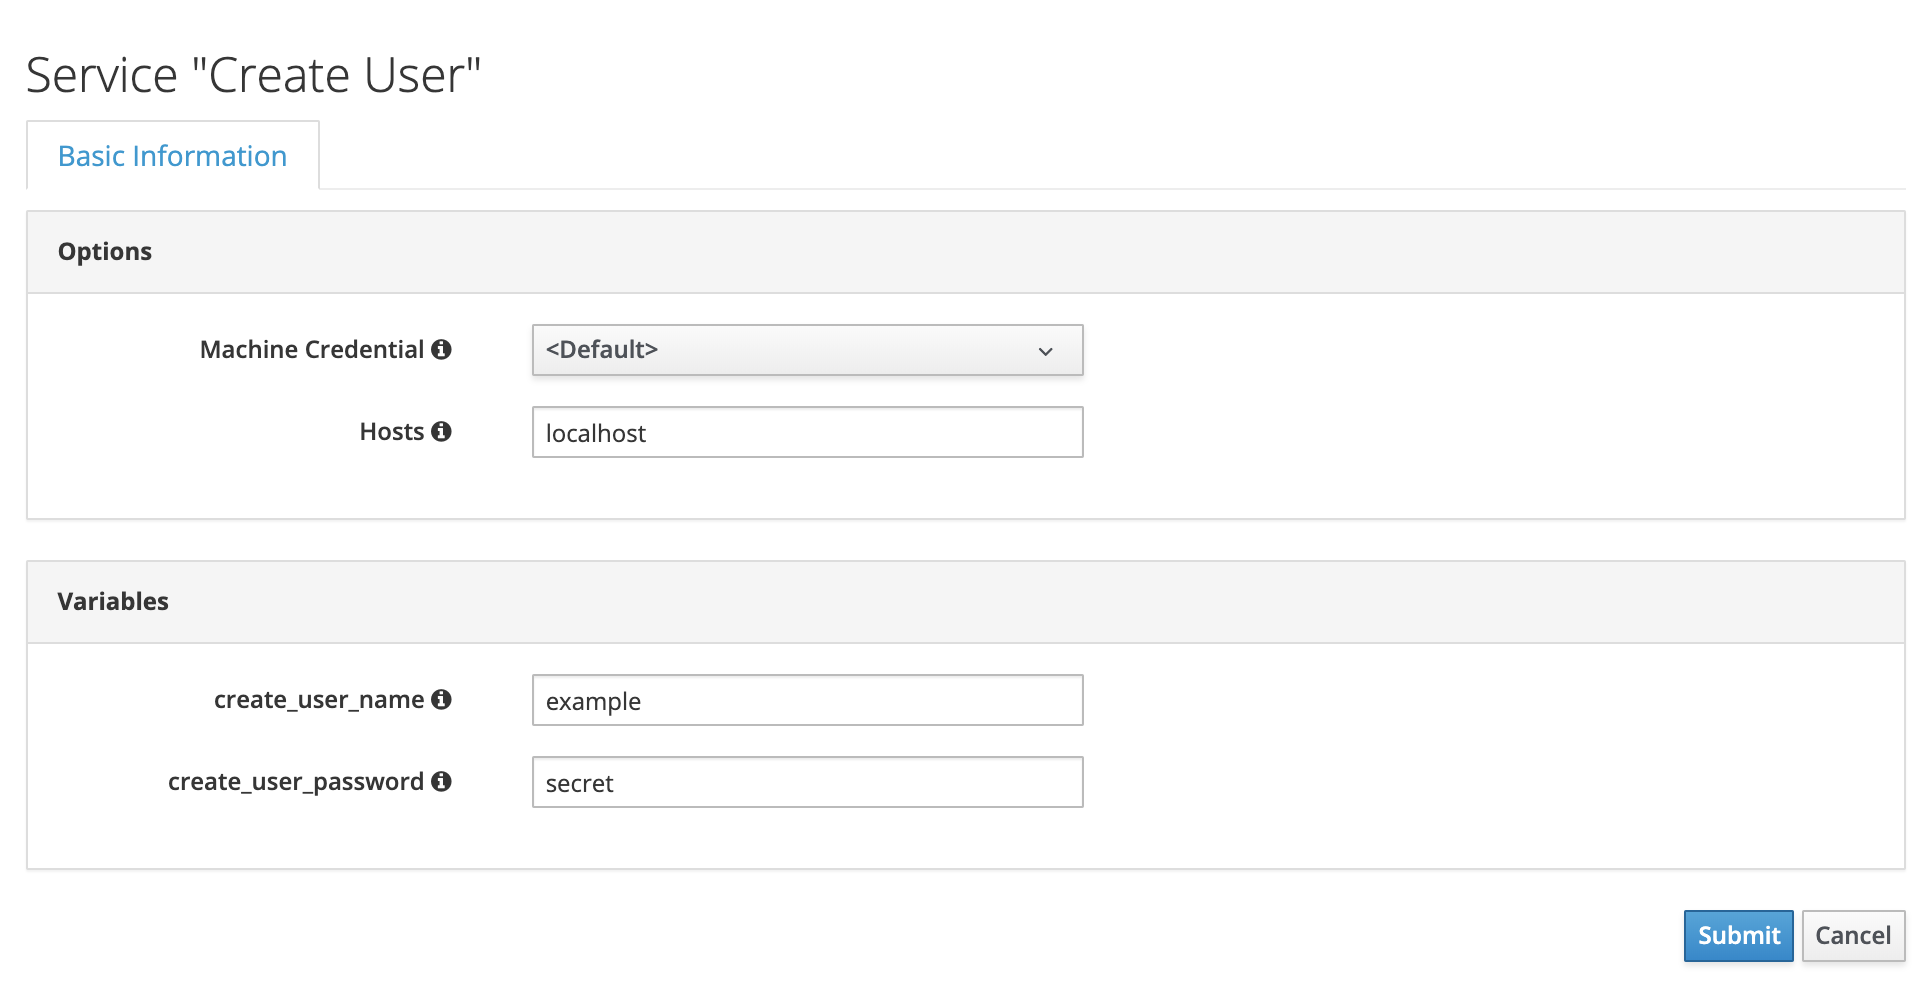 Service "Create User"
Basic Information
Options
Machine Credential
<Default>
Hosts
localhost
Variables
create_user_name
example
create_user_password
secret
Submit Cancel